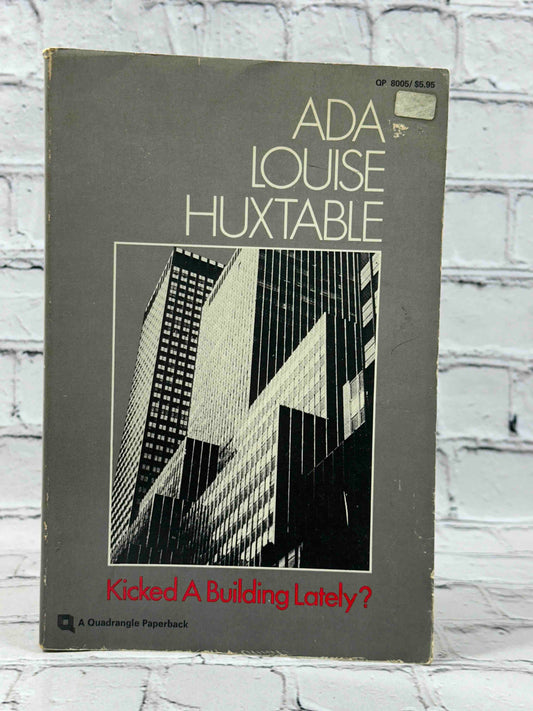 QP 8005/ $5.95
ADA
LOUISE
HUXTABLE
Kicked A Building Lately?
A Quadrangle Paperback